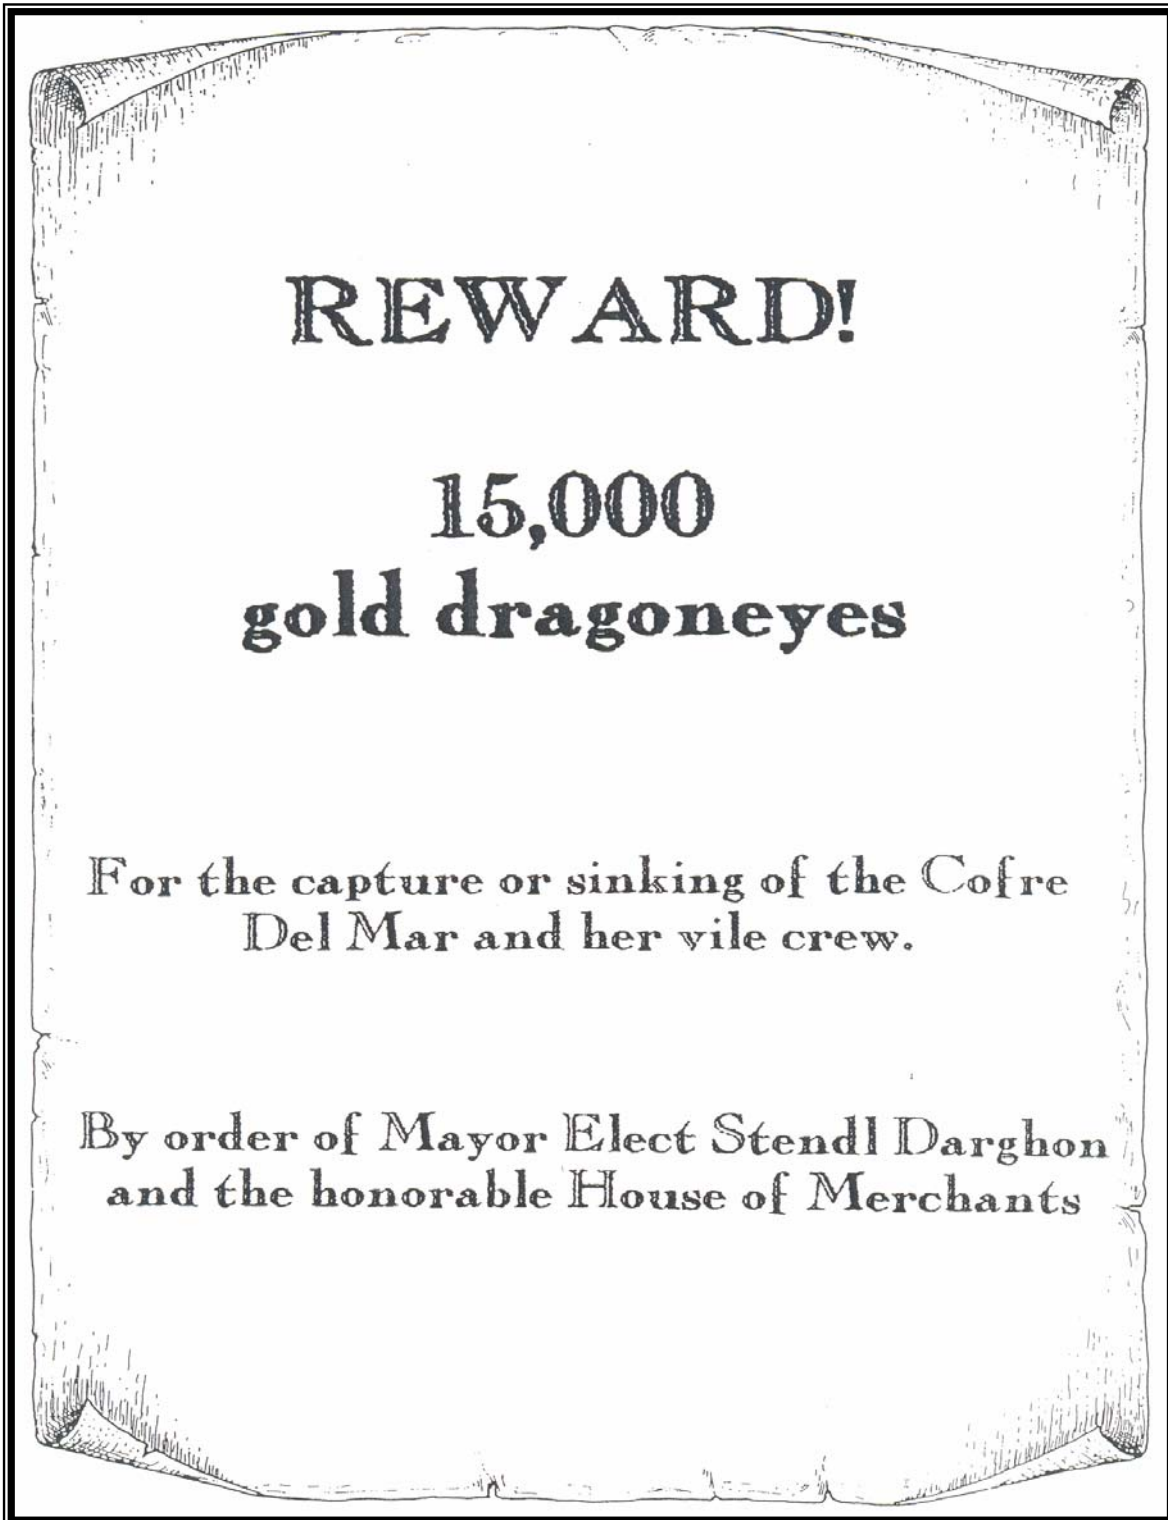 REWARD!
15,000
gold dragoneyes
For the capture or sinking of the Cofre
Del Mar and her vile crew.
By order of Mayor Elect Stendl Darghon
and the honorable House of Merchants